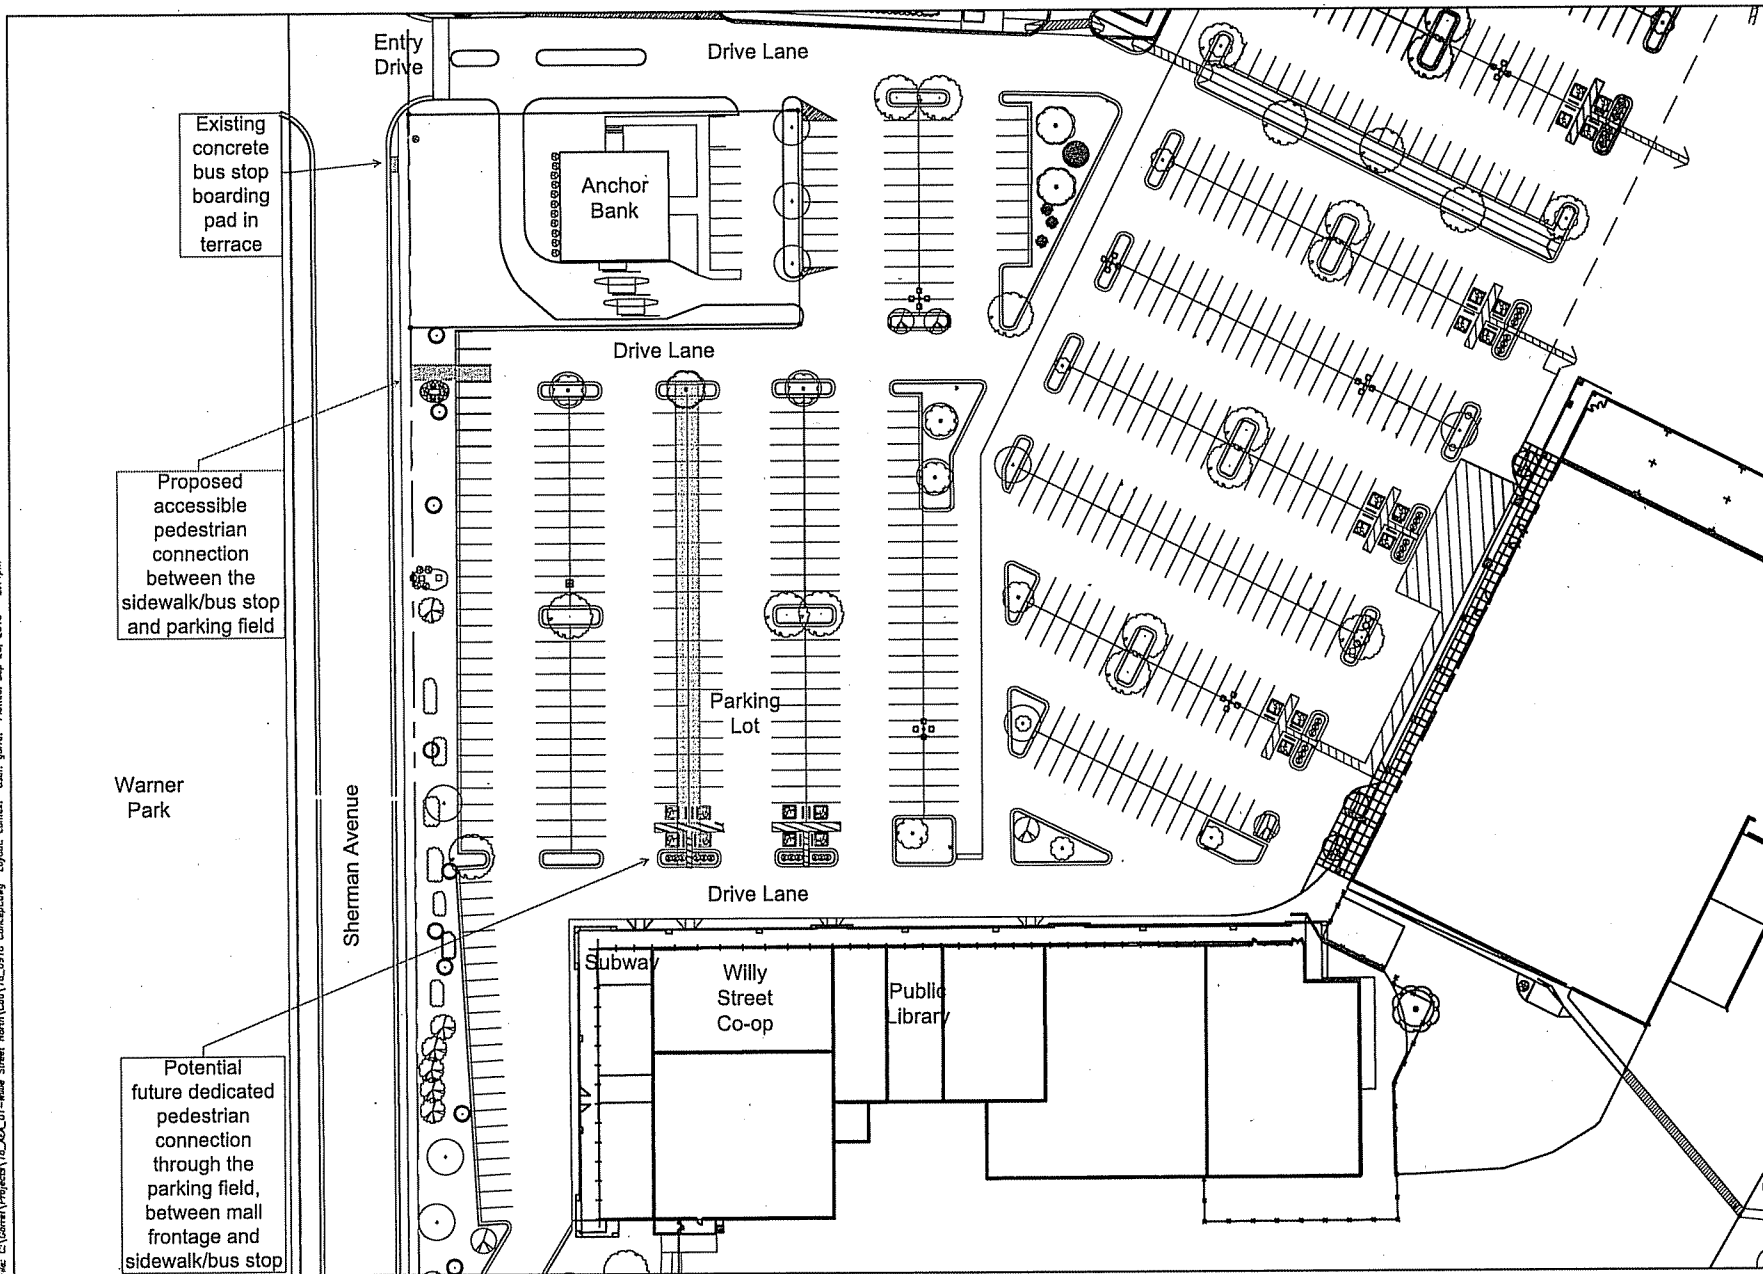 Entry
Drive
Drive Lane
Existing
concrete
bus stop
boarding
pad in
terrace
Anchor
Bank
Drive Lane
Proposed
accessible
pedestrian
connection
between the
sidewalk/bus stop
and parking field
Parking
Lot
Warner
Park
Sherman Avenue
Drive Lane
Subway
Willy
Street
Co-op
Public
Library
Potential
future dedicated
pedestrian
connection
through the
parking field,
between mall
frontage and
sidewalk/bus stop